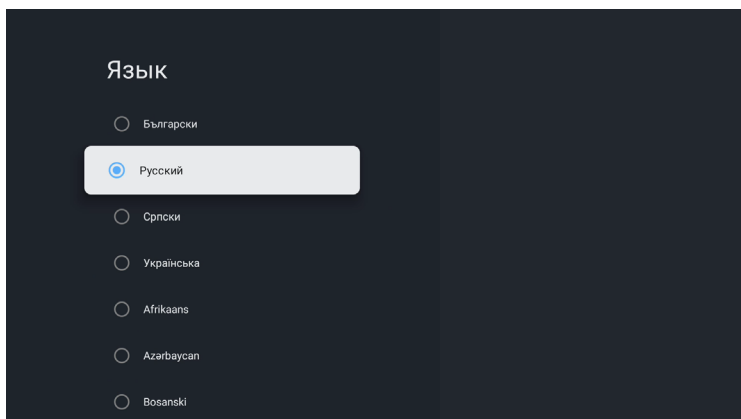 Язык
Български
Русский
Српски
Українська
Afrikaans
Azərbaycan
Bosanski